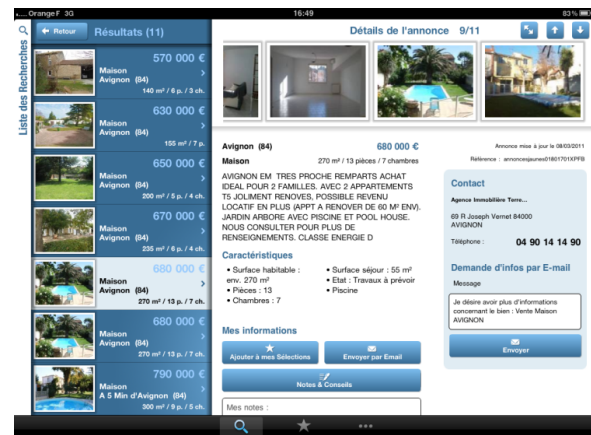 Orange F 3G
16:49
83 %
Liste des Recherches
Retour
Résultats (11)
570 000 €
Maison
Avignon (84)
140 m² / 6 p. / 3 ch.
630 000 €
Maison
Avignon (84)
155 m² / 7 p.
650 000 €
Maison
Avignon (84)
200 m² / 5 p. / 4 ch.
670 000 €
Maison
Avignon (84)
235 m² / 6 p. / 4 ch.
680 000 €
Maison
Avignon (84)
270 m² / 13 p. / 7 ch.
680 000 €
Maison
Avignon (84)
270 m² / 13 p. / 7 ch.
790 000 €
Maison
A 5 Min d'Avignon (84)
300 m² / 9 p. / 5 ch.
Détails de l'annonce 9/11
Avignon (84)
680 000 €
Maison
270 m² / 13 pièces / 7 chambres
AVIGNON EM TRES PROCHE REMPARTS ACHAT
IDEAL POUR 2 FAMILLES. AVEC 2 APPARTEMENTS
T5 JOLIMENT RENOVES, POSSIBLE REVENU
LOCATIF EN PLUS (APPT A RENOVER DE 60 M² ENV).
JARDIN ARBORE AVEC PISCINE ET POOL HOUSE.
NOUS CONSULTER POUR PLUS DE
RENSEIGNEMENTS. CLASSE ENERGIE D
Caractéristiques
• Surface habitable :
env. 270 m²
• Pièces : 13
• Chambres : 7
• Surface séjour : 55 m²
• Etat : Travaux à prévoir
• Piscine
Mes informations
Ajouter à mes Sélections
Envoyer par Email
Notes & Conseils
Mes notes :
Annonce mise à jour le 08/03/2011
Référence : annoncesjaunes01801701XPFB
Contact
Agence Immobilière Terre...
69 R Joseph Vernet 84000
AVIGNON
Téléphone :
04 90 14 14 90
Demande d'infos par E-mail
Message
Je désire avoir plus d'informations
concernant le bien : Vente Maison
AVIGNON
Envoyer